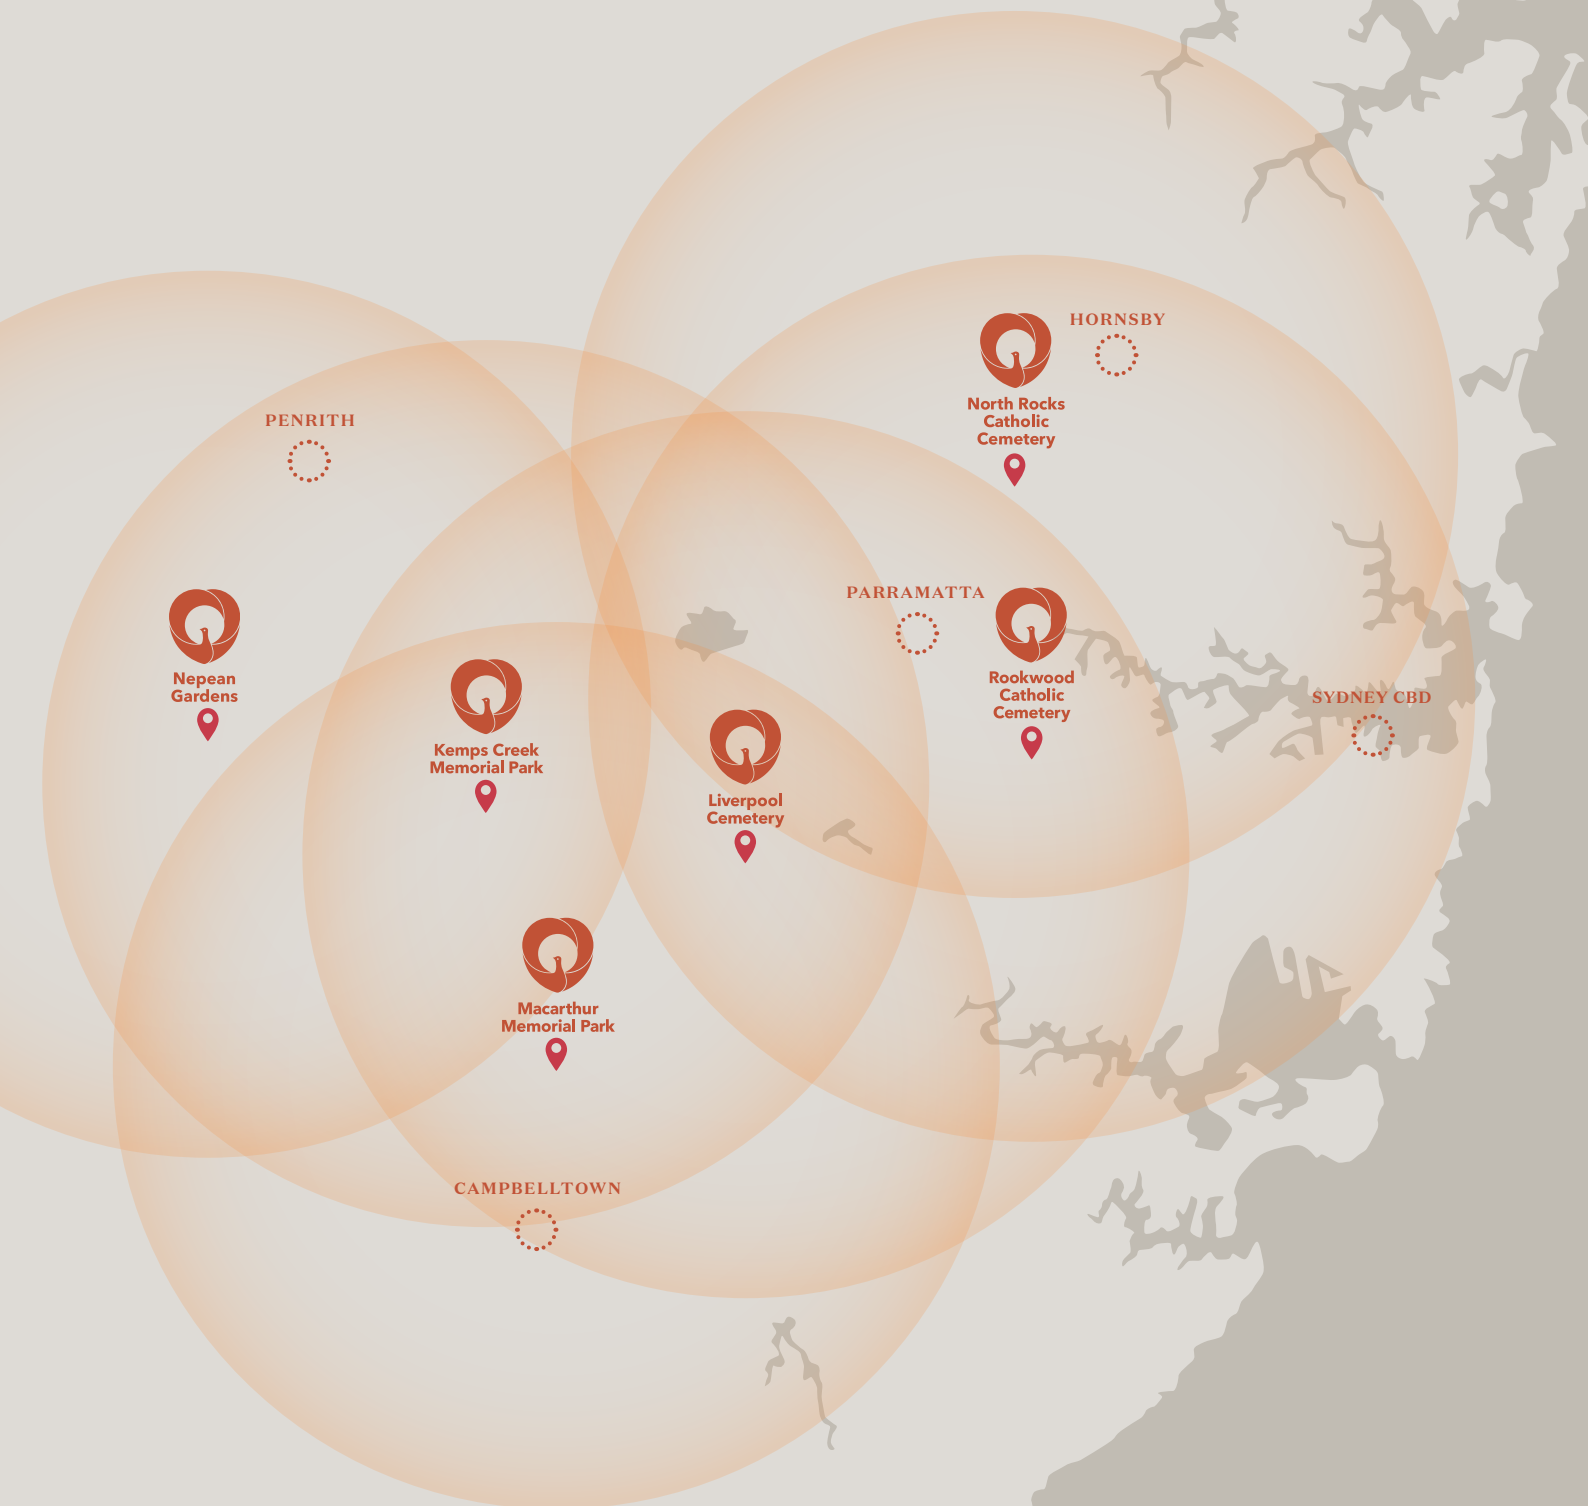 HORNSBY
North Rocks
Catholic
Cemetery
PENRITH
PARRAMATTA
Nepean
Gardens
Rookwood
Catholic
Cemetery
SYDNEY CBD
Kemps Creek
Memorial Park
Liverpool
Cemetery
Macarthur
Memorial Park
CAMPBELLTOWN